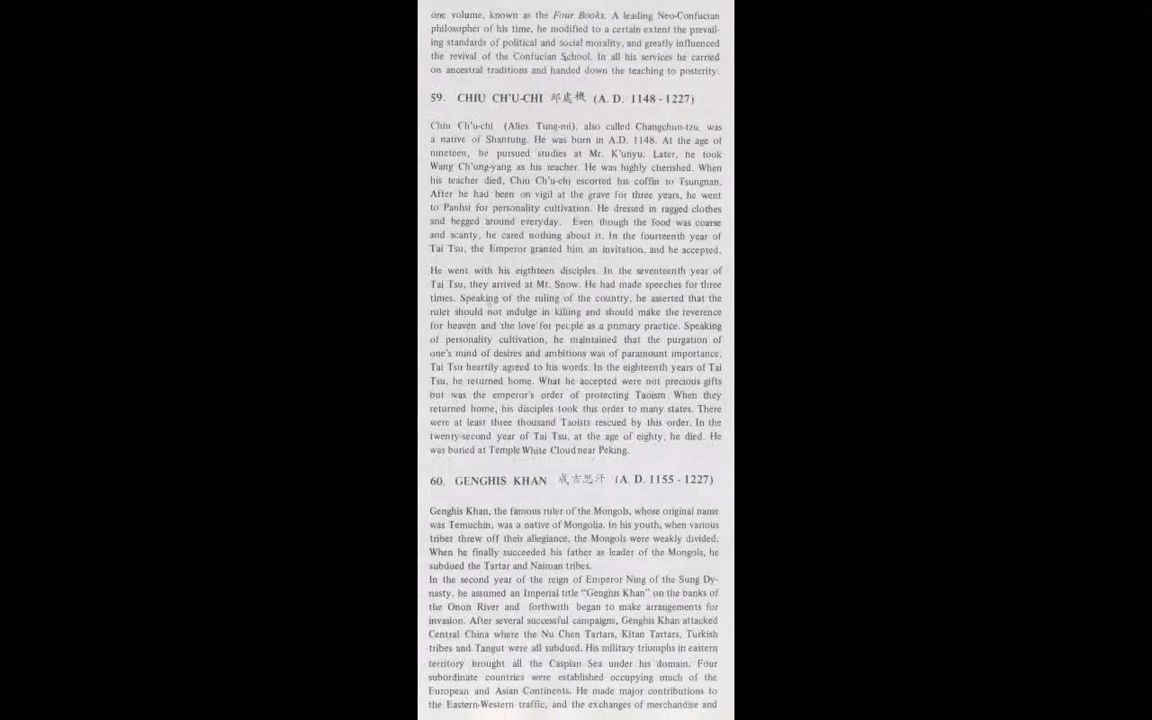 one volume, known as the Four Books. A leading Neo-Confucian
philosopher of his time, he modified to a certain extent the prevail-
ing standards of political and social morality, and greatly influenced
the revival of the Confucian School. In all his services he carried
on ancestral traditions and handed down the teaching to posterity.
59. CHIU CH'U-CHI 邱處機 (A. D. 1148 - 1227)
Chiu Ch'u-chi (Alies Tung-mi), also called Changchun-tzu, was
a native of Shantung. He was born in A.D. 1148. At the age of
nineteen, he pursued studies at Mr. K'unyu. Later, he took
Wang Ch'ung-yang as his teacher. He was highly cherished. When
his teacher died, Chiu Ch'u-chi escorted his coffin to Tsungnan.
After he had been on vigil at the grave for three years, he went
to Panhsi for personality cultivation. He dressed in ragged clothes
and begged around everyday. Even though the food was coarse
and scanty, he cared nothing about it. In the fourteenth year of
Tai Tsu, the Emperor granted him an invitation, and he accepted.
He went with his eigthteen disciples. In the seventeenth year of
Tai Tsu, they arrived at Mt. Snow. He had made speeches for three
times. Speaking of the ruling of the country, he asserted that the
ruler should not indulge in killing and should make the reverence
for heaven and the love for people as a primary practice. Speaking
of personality cultivation, he maintained that the purgation of
one's mind of desires and ambitions was of paramount importance.
Tai Tsu heartily agreed to his words. In the eighteenth years of Tai
Tsu, he returned home. What he accepted were not precious gifts
but was the emperor's order of protecting Taoism. When they
returned home, his disciples took this order to many states. There
were at least three thousand Taoists rescued by this order. In the
twenty-second year of Tai Tsu, at the age of eighty, he died. He
was buried at Temple White Cloud near Peking.
60. GENGHIS KHAN 成吉思汗 (A. D. 1155 - 1227)
Genghis Khan, the famous ruler of the Mongols, whose original name
was Temuchin, was a native of Mongolia. In his youth, when various
tribes threw off their allegiance, the Mongols were weakly divided.
When he finally succeeded his father as leader of the Mongols, he
subdued the Tartar and Naiman tribes.
In the second year of the reign of Emperor Ning of the Sung Dy-
nasty, he assumed an Imperial title "Genghis Khan" on the banks of
the Onon River and forthwith began to make arrangements for
invasion. After several successful campaigns, Genghis Khan attacked
Central China where the Nu Chen Tartars, Kitan Tartars, Turkish
tribes and Tangut were all subdued. His military triumphs in eastern
territory brought all the Caspian Sea under his domain. Four
subordinate countries were established occupying much of the
European and Asian Continents. He made major contributions to
the Eastern-Western traffic, and the exchanges of merchandise and